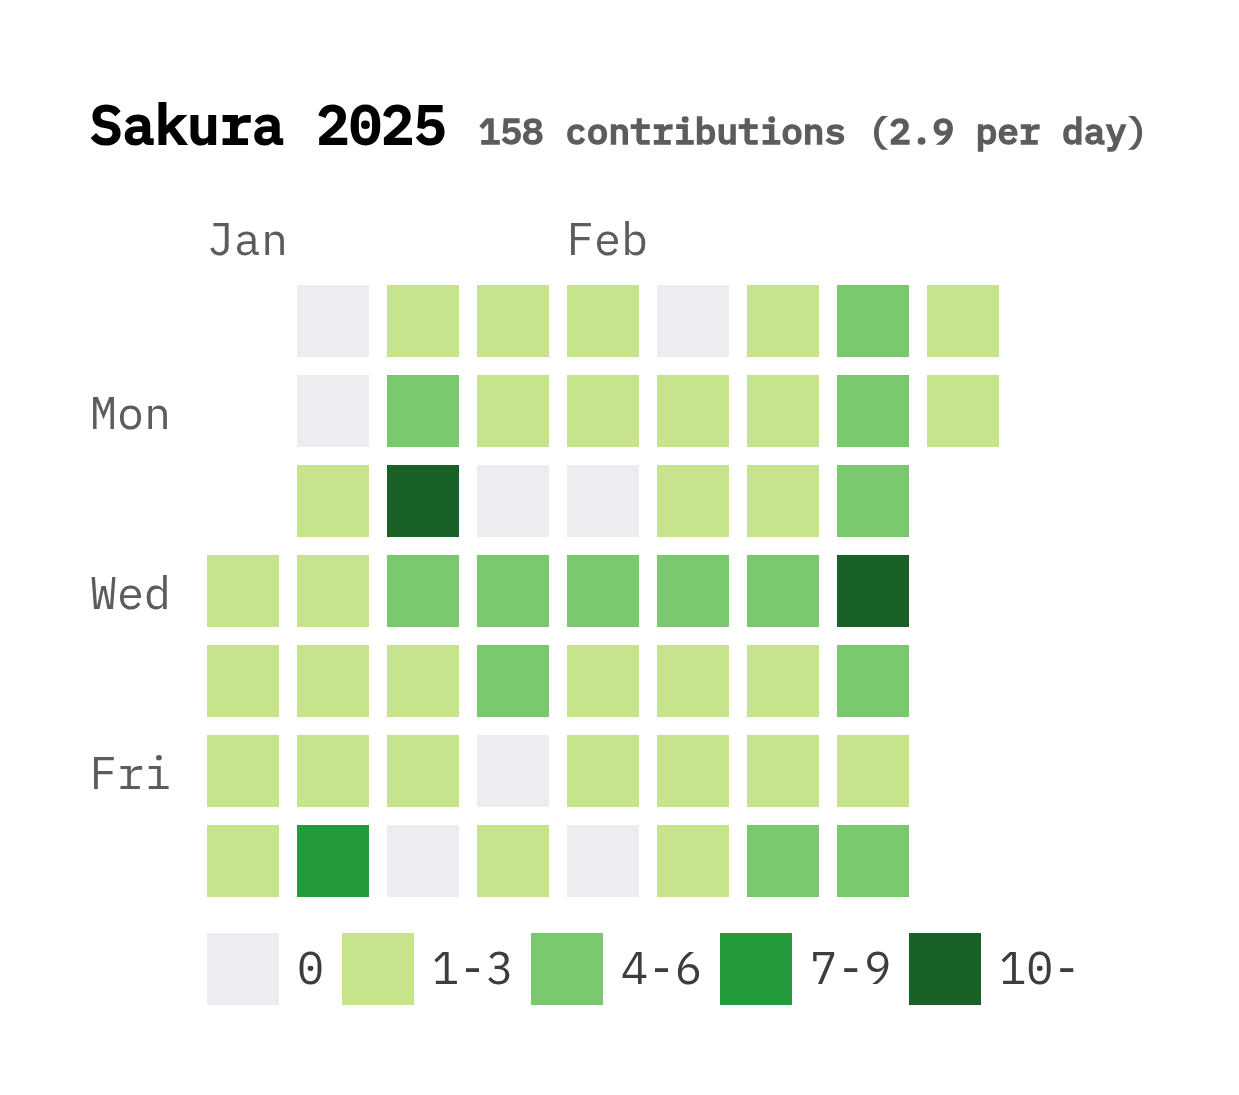 Sakura 2025 158 contributions (2.9 per day)
Jan Feb
Mon
Wed
Fri
0 1-3 4-6 7-9 10-